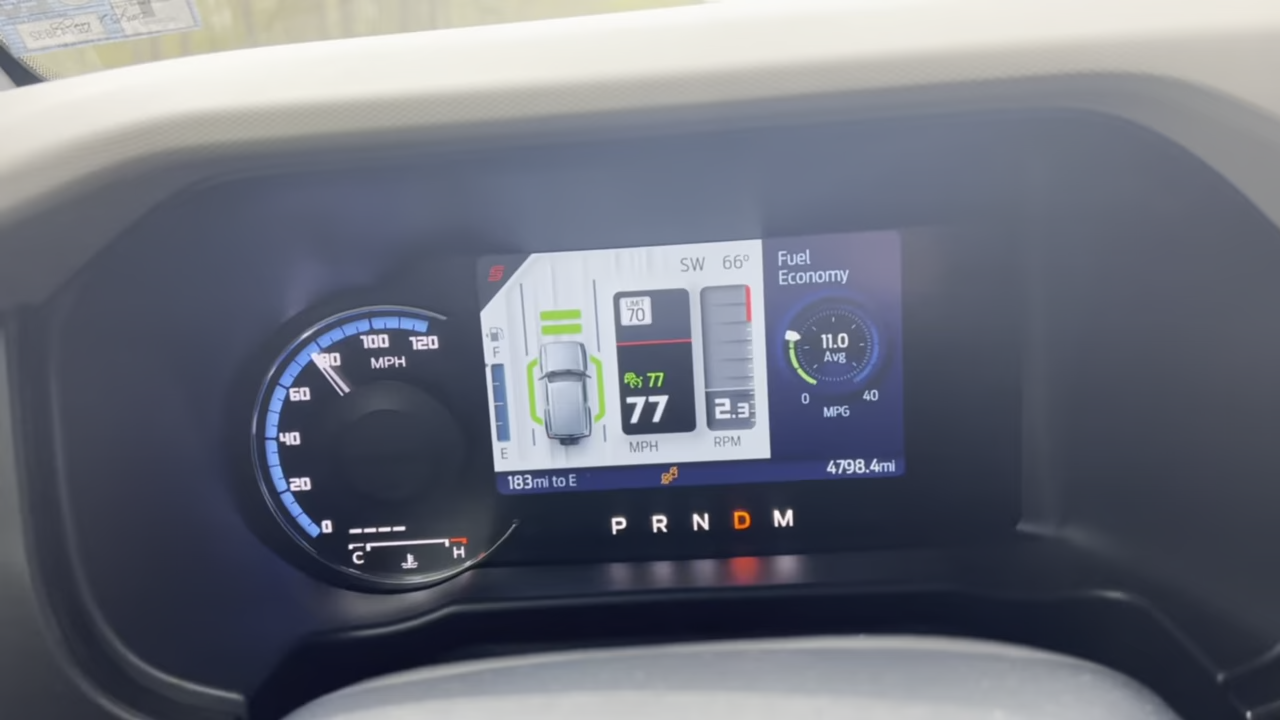 SW 66°
Fuel
Economy
LIMIT
70
F
E
77
77
MPH
2.3
RPM
11.0
Avg
0 40
MPG
183mi to E
4798.4mi
0
20
40
60
80
100
120
MPH
C H
P R N D M